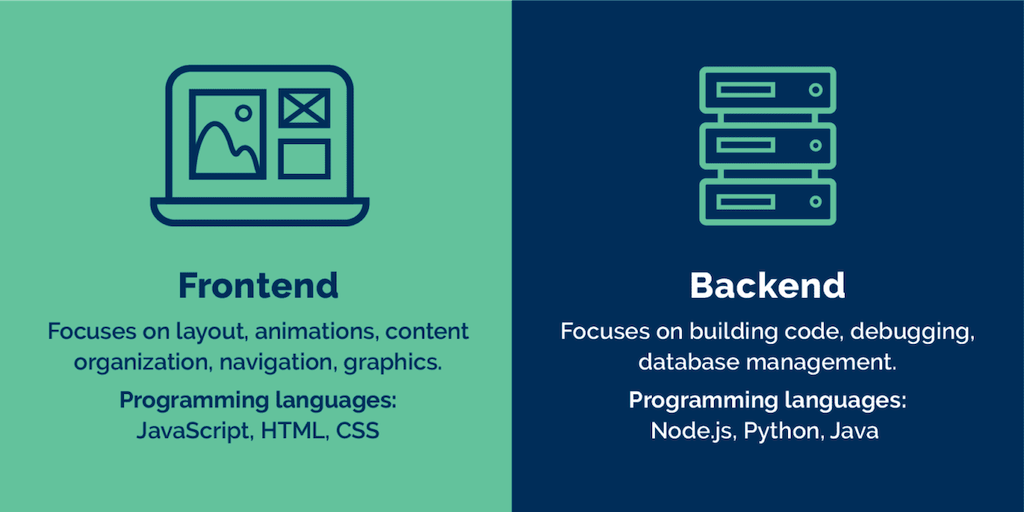 Frontend
Focuses on layout, animations, content
organization, navigation, graphics.
Programming languages:
JavaScript, HTML, CSS
Backend
Focuses on building code, debugging,
database management.
Programming languages:
Node.js, Python, Java